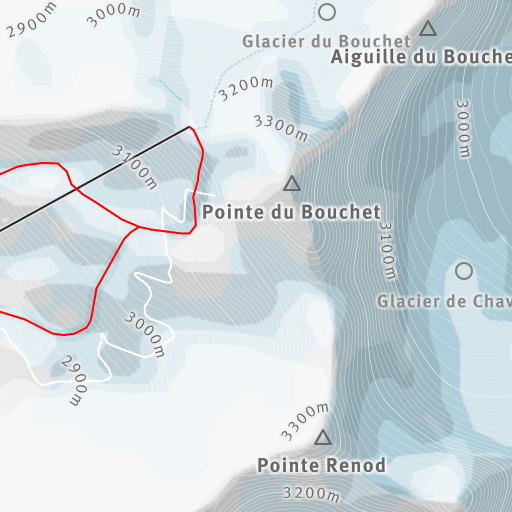 2900m
3000m
Glacier du Bouchet
Aiguille du Bouche
3200m
3300m
3000m
3100m
Pointe du Bouchet
3100m
Glacier de Chav
3000m
2900m
3300m
Pointe Renod
3200m